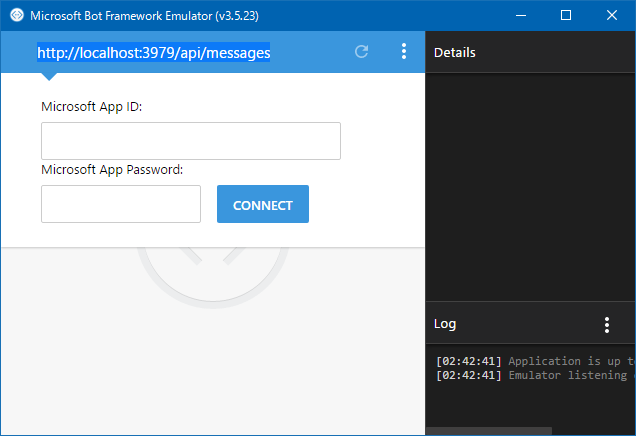 Microsoft Bot Framework Emulator (v3.5.23)
http://localhost:3979/api/messages
Details
Microsoft App ID:
Microsoft App Password:
CONNECT
Log
[02:42:41] Application is up
[02:42:41] Emulator listening